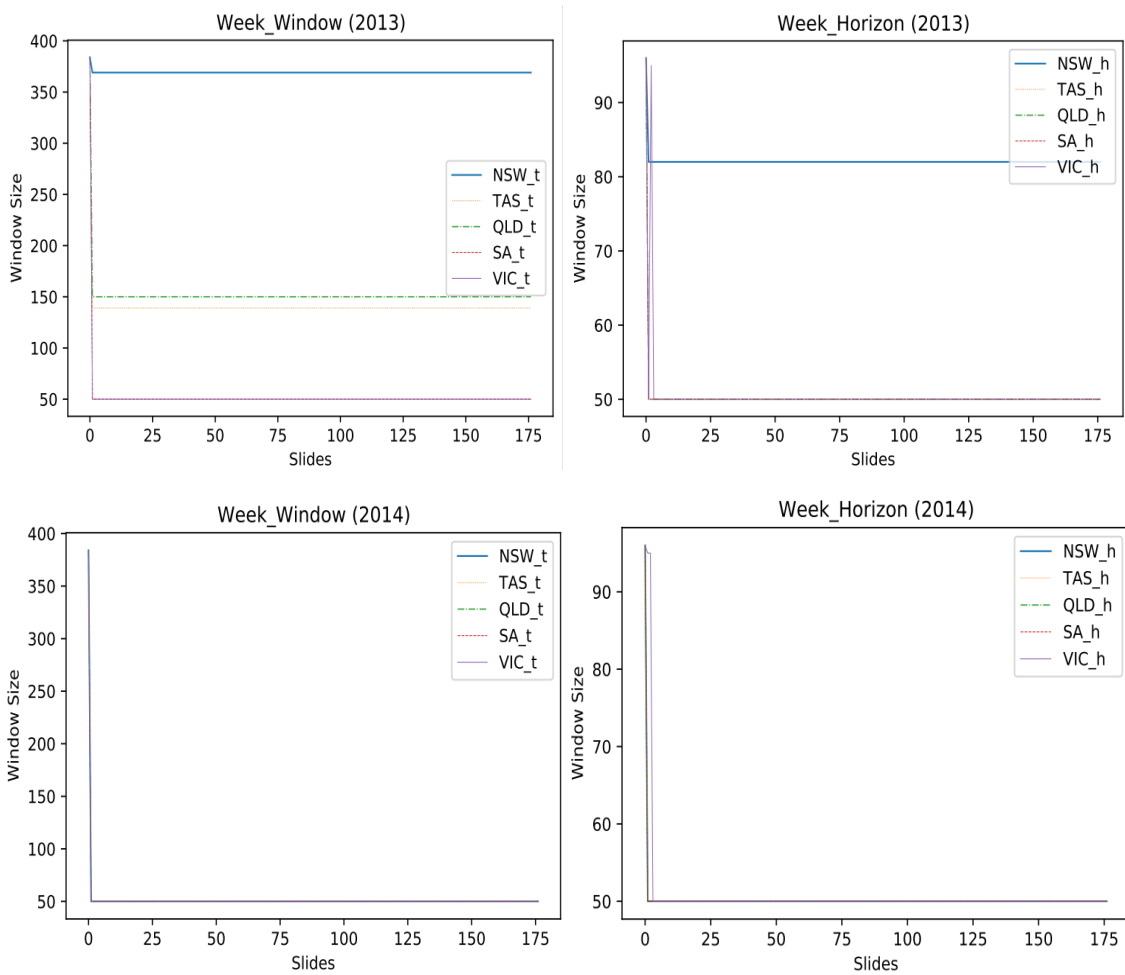 Week_Window (2013)
400
350
300
250
200
150
100
50
Window Size
0 25 50 75 100 125 150 175
Slides
NSW_t
TAS_t
QLD_t
SA_t
VIC_t
Week_Horizon (2013)
90
80
70
60
50
Window Size
0 25 50 75 100 125 150 175
Slides
NSW_h
TAS_h
QLD_h
SA_h
VIC_h
Week_Window (2014)
400
350
300
250
200
150
100
50
Window Size
0 25 50 75 100 125 150 175
Slides
NSW_t
TAS_t
QLD_t
SA_t
VIC_t
Week_Horizon (2014)
90
80
70
60
50
Window Size
0 25 50 75 100 125 150 175
Slides
NSW_h
TAS_h
QLD_h
SA_h
VIC_h